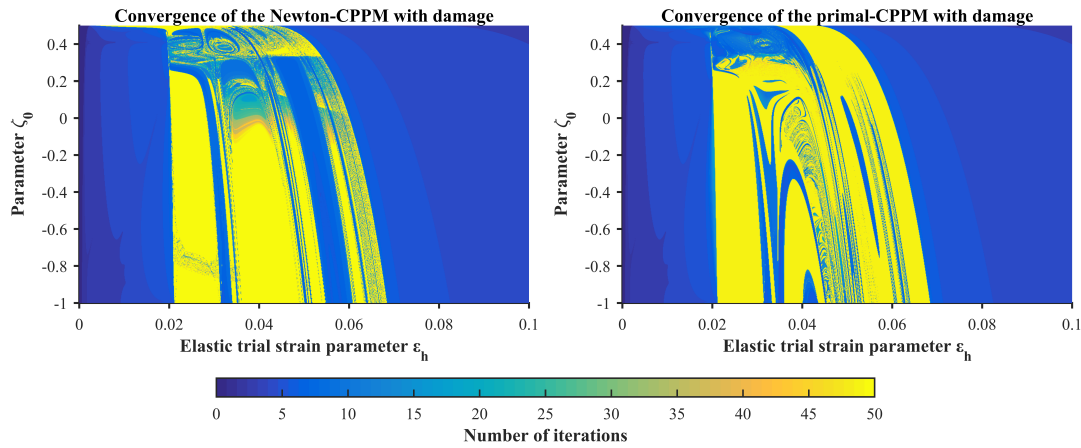 Convergence of the Newton-CPPM with damage
0.4
0.2
0
-0.2
-0.4
-0.6
-0.8
-1
Parameter ζ0
0 0.02 0.04 0.06 0.08 0.1
Elastic trial strain parameter εh
Convergence of the primal-CPPM with damage
0.4
0.2
0
-0.2
-0.4
-0.6
-0.8
-1
Parameter ζ0
0 0.02 0.04 0.06 0.08 0.1
Elastic trial strain parameter εh
0 5 10 15 20 25 30 35 40 45 50
Number of iterations